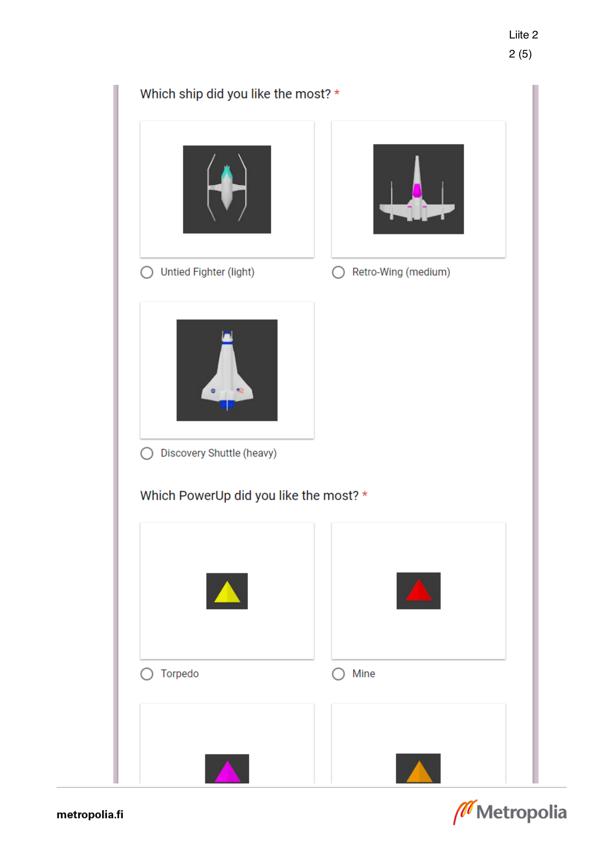 Liite 2
2 (5)
Which ship did you like the most? *
Untied Fighter (light)
Retro-Wing (medium)
Discovery Shuttle (heavy)
Which PowerUp did you like the most? *
Torpedo
Mine
metropolia.fi
Metropolia